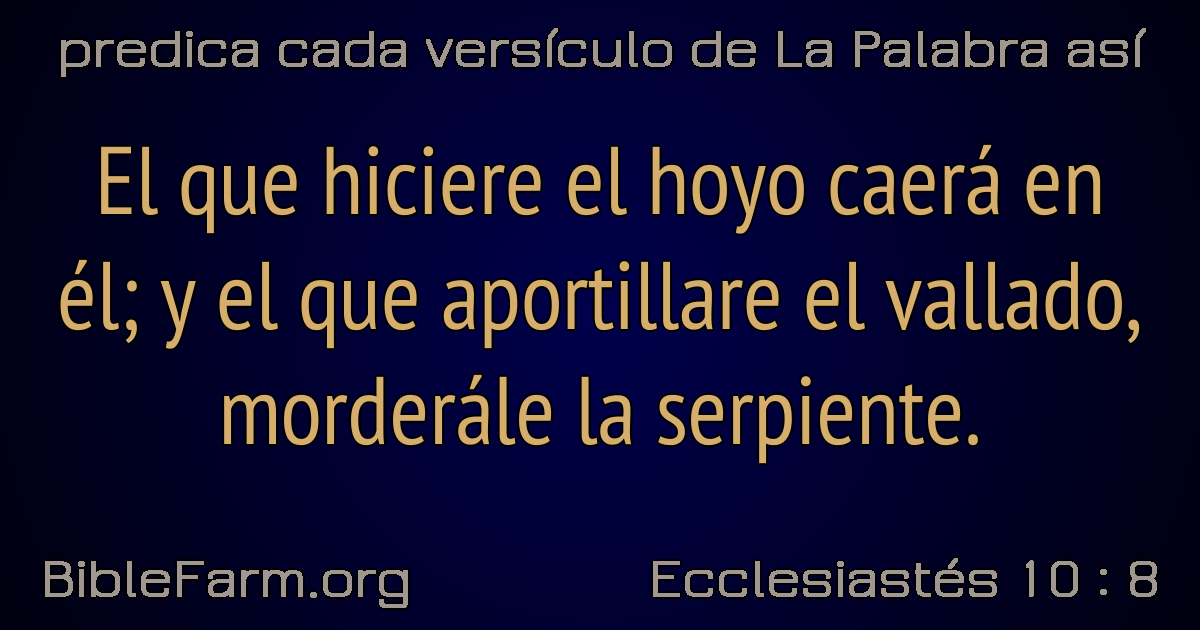 predica cada versículo de La Palabra así
El que hiciere el hoyo caerá en
él; y el que aportillare el vallado,
morderále la serpiente.
BibleFarm.org
Ecclesiastés 10 : 8